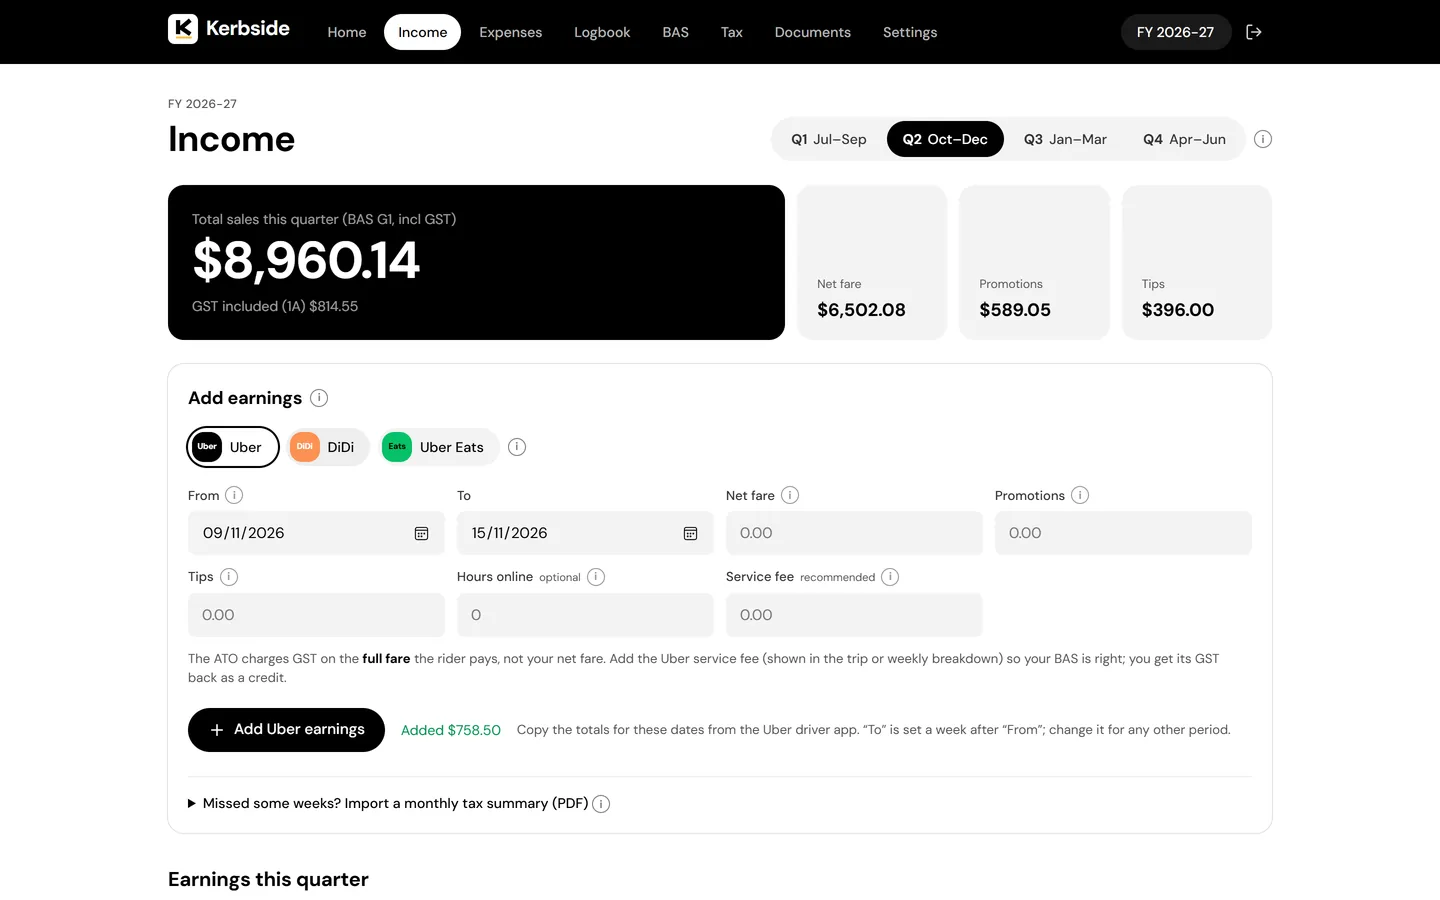 K Kerbside
Home
Income
Expenses
Logbook
BAS
Tax
Documents
Settings
FY 2026-27
FY 2026-27
Income
Q1 Jul–Sep
Q2 Oct–Dec
Q3 Jan–Mar
Q4 Apr–Jun
Total sales this quarter (BAS G1, incl GST)
$8,960.14
GST included (1A) $814.55
Net fare
$6,502.08
Promotions
$589.05
Tips
$396.00
Add earnings
Uber Uber
DiDi DiDi
Eats Uber Eats
From
To
Net fare
Promotions
09/11/2026
15/11/2026
0.00
0.00
Tips
Hours online optional
Service fee recommended
0.00
0
0.00
The ATO charges GST on the full fare the rider pays, not your net fare. Add the Uber service fee (shown in the trip or weekly breakdown) so your BAS is right; you get its GST
back as a credit.
+ Add Uber earnings
Added $758.50
Copy the totals for these dates from the Uber driver app. “To” is set a week after “From”; change it for any other period.
Missed some weeks? Import a monthly tax summary (PDF)
Earnings this quarter